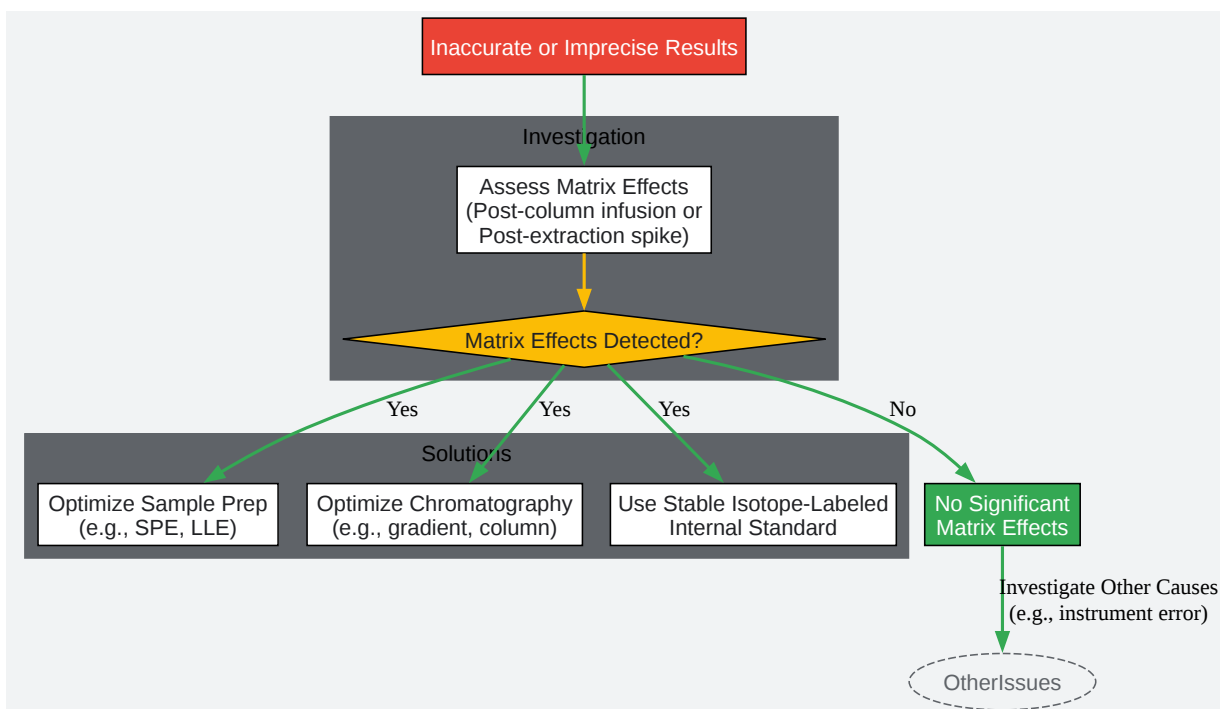 Inaccurate or Imprecise Results
Investigation
Assess Matrix Effects
(Post-column infusion or
Post-extraction spike)
Matrix Effects Detected?
Yes
Yes
Yes
No
Solutions
Optimize Sample Prep
(e.g., SPE, LLE)
Optimize Chromatography
(e.g., gradient, column)
Use Stable Isotope-Labeled
Internal Standard
No Significant
Matrix Effects
Investigate Other Causes
(e.g., instrument error)
OtherIssues